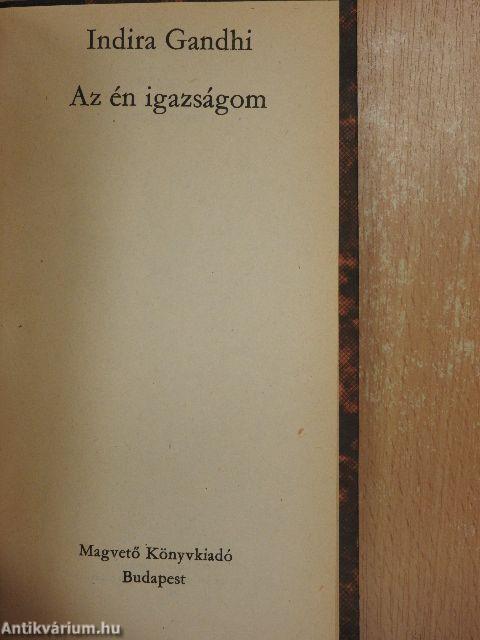 Indira Gandhi
Az én igazságom
Magvető Könyvkiadó
Budapest
Antikvárium.hu